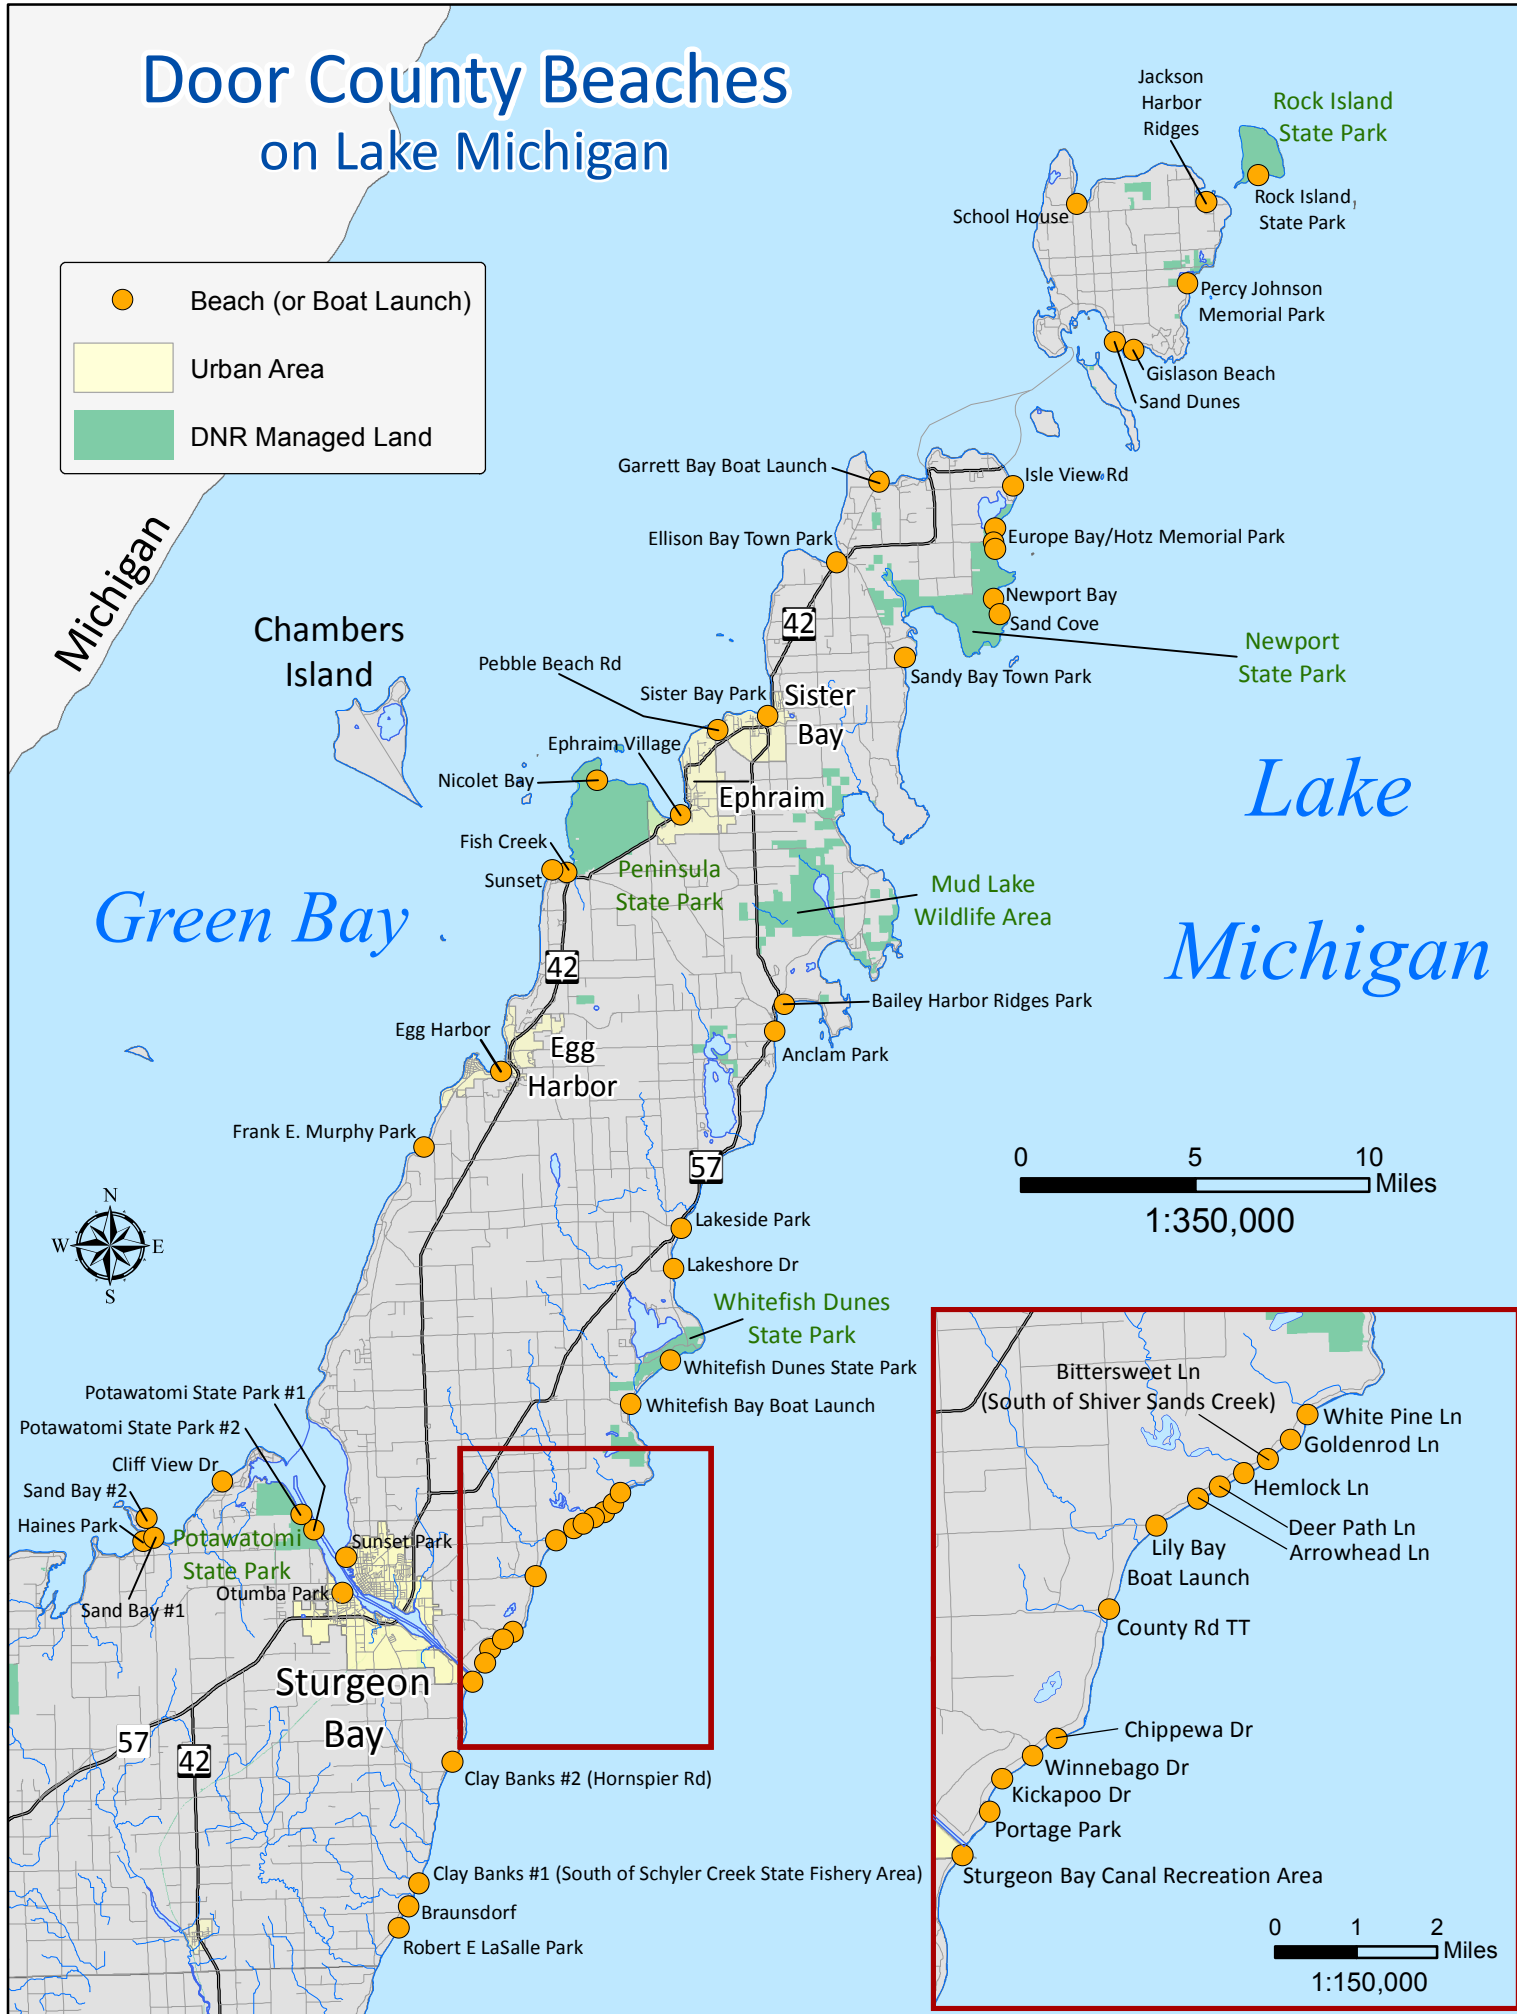 Door County Beaches
on Lake Michigan
Beach (or Boat Launch)
Urban Area
DNR Managed Land
Michigan
Jackson
Harbor
Ridges
Rock Island
State Park
School House
Rock Island
State Park
Percy Johnson
Memorial Park
Gislason Beach
Sand Dunes
Garrett Bay Boat Launch
Isle View Rd
Ellison Bay Town Park
Europe Bay/Hotz Memorial Park
Newport Bay
Sand Cove
42
Chambers
Island
Newport
State Park
Pebble Beach Rd
Sandy Bay Town Park
Sister Bay Park
Sister
Bay
Ephraim Village
Nicolet Bay
Ephraim
Lake
Michigan
Fish Creek
Sunset
Peninsula
State Park
Mud Lake
Wildlife Area
Green Bay
42
Bailey Harbor Ridges Park
Egg Harbor
Egg
Harbor
Anclam Park
Frank E. Murphy Park
57
0 5 10
Miles
1:350,000
N
W E
S
Lakeside Park
Lakeshore Dr
Whitefish Dunes
State Park
Whitefish Dunes State Park
Whitefish Bay Boat Launch
Potawatomi State Park #1
Potawatomi State Park #2
Cliff View Dr
Sand Bay #2
Haines Park
Potawatomi
State Park
Sunset Park
Otumba Park
Sand Bay #1
Sturgeon
Bay
57
42
Clay Banks #2 (Hornspier Rd)
Clay Banks #1 (South of Schyler Creek State Fishery Area)
Braunsdorf
Robert E LaSalle Park
Bittersweet Ln
(South of Shiver Sands Creek)
White Pine Ln
Goldenrod Ln
Hemlock Ln
Deer Path Ln
Arrowhead Ln
Lily Bay
Boat Launch
County Rd TT
Chippewa Dr
Winnebago Dr
Kickapoo Dr
Portage Park
Sturgeon Bay Canal Recreation Area
0 1 2
Miles
1:150,000